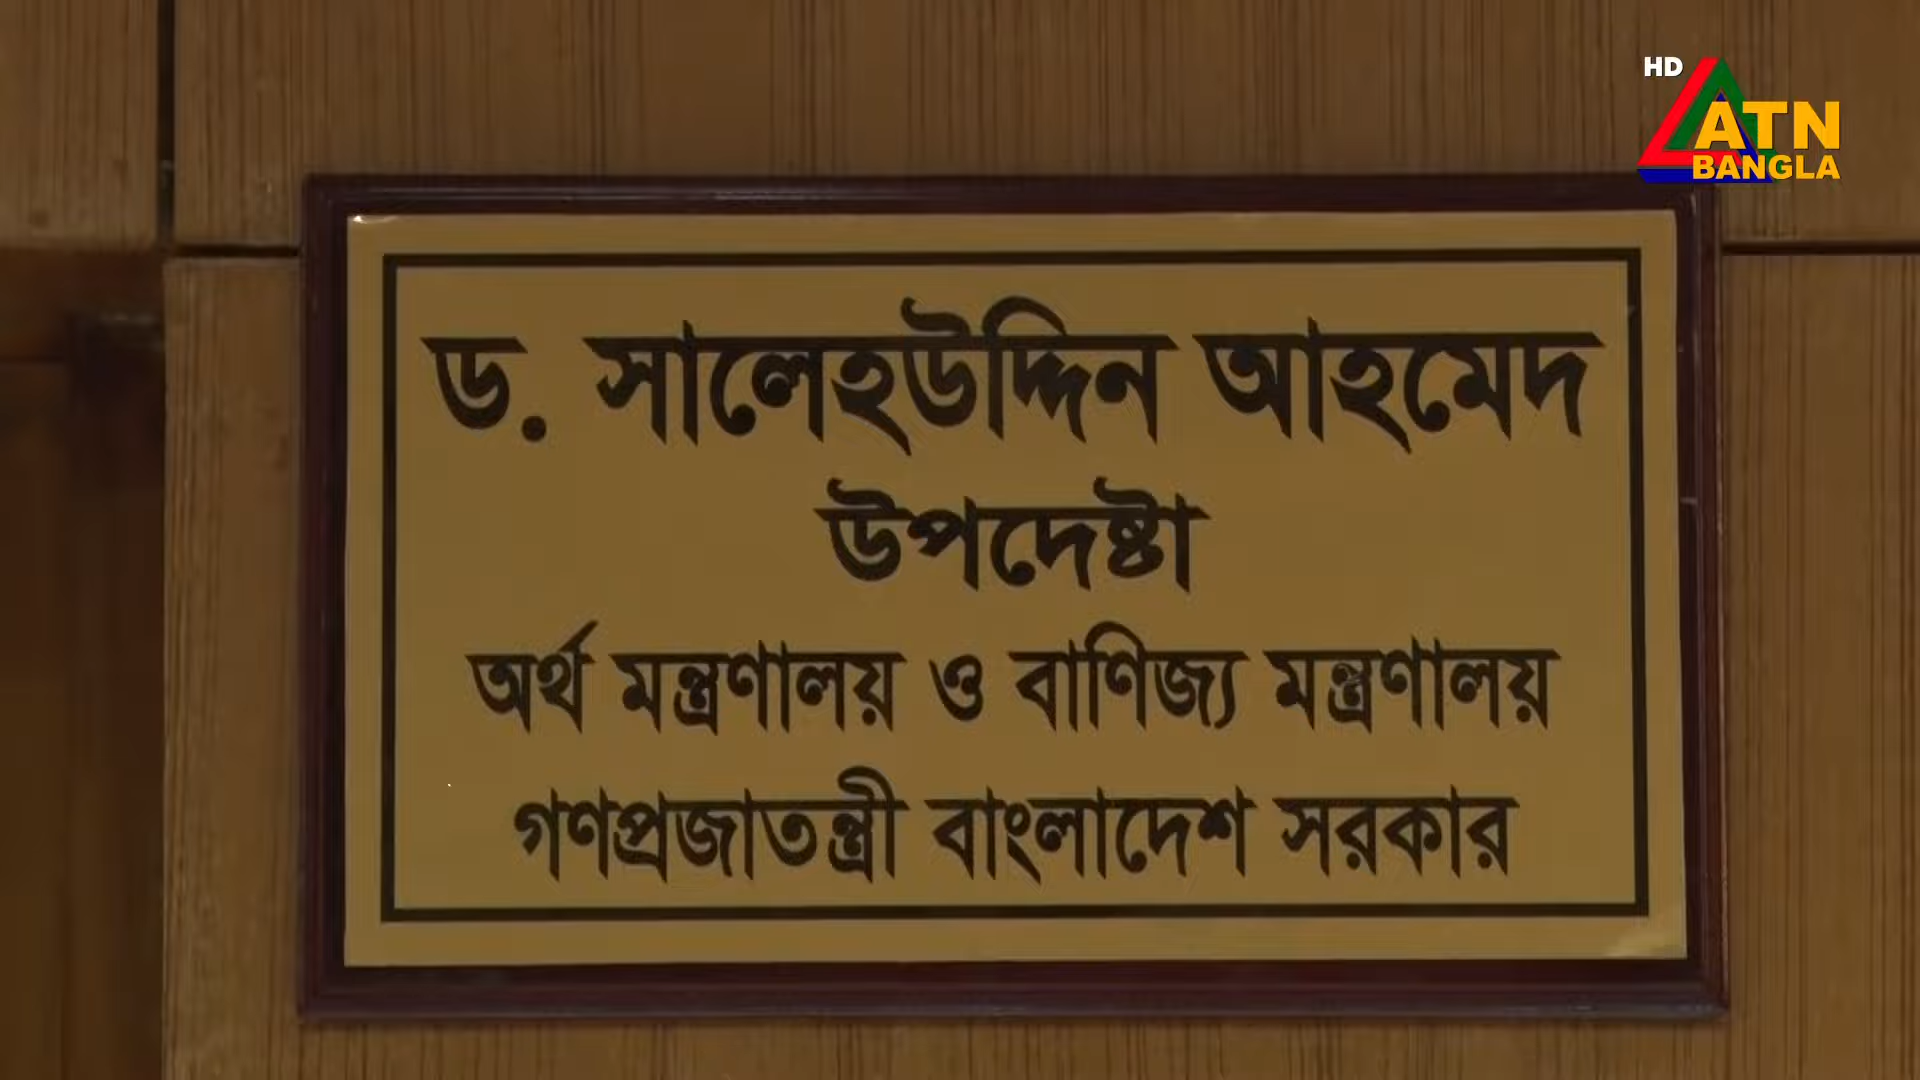 HD
ATN
BANGLA
ড. সালেহউদ্দিন আহমেদ
উপদেষ্টা
অর্থ মন্ত্রণালয় ও বাণিজ্য মন্ত্রণালয়
গণপ্রজাতন্ত্রী বাংলাদেশ সরকার